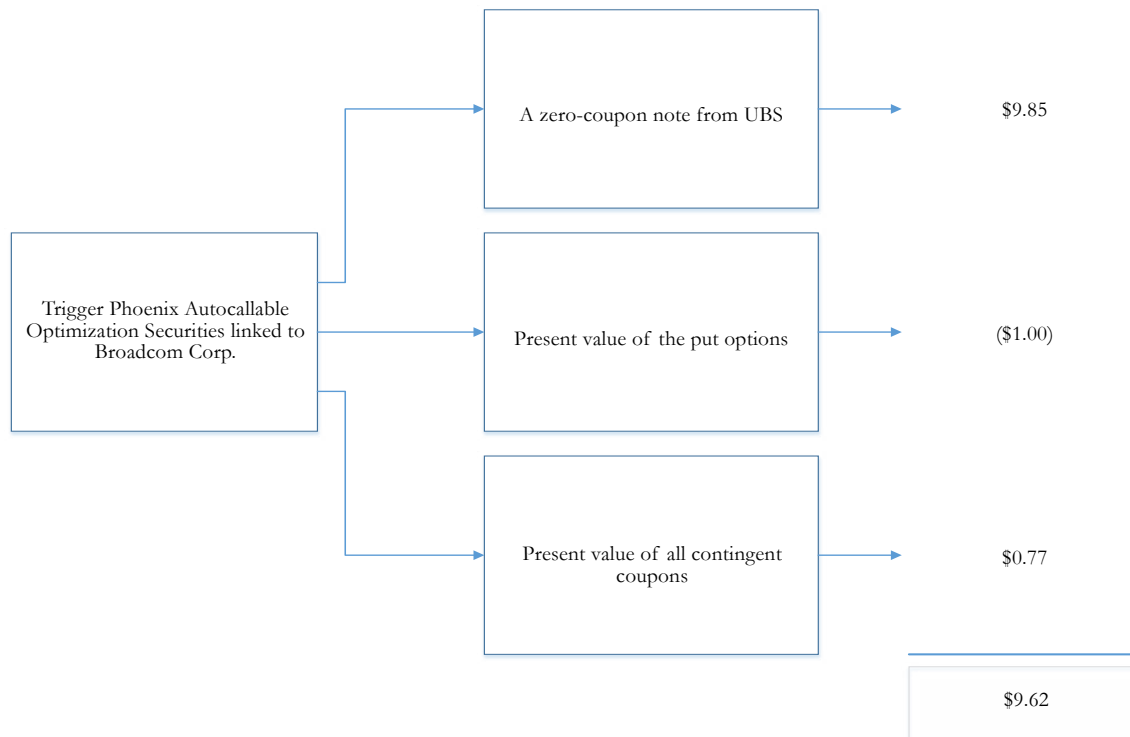 A zero-coupon note from UBS
$9.85
Trigger Phoenix Autocallable
Optimization Securities linked to
Broadcom Corp.
Present value of the put options
($1.00)
Present value of all contingent
coupons
$0.77
$9.62